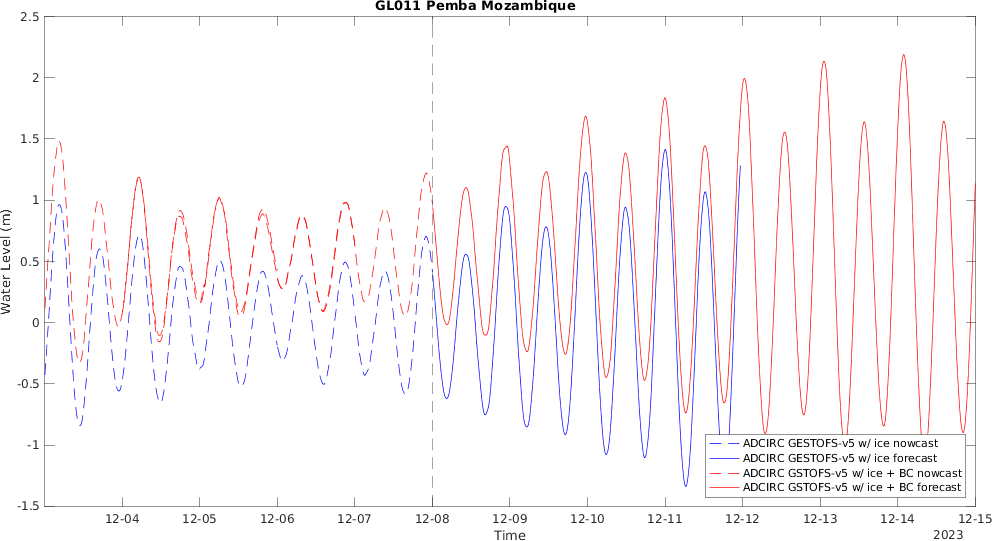 GL011 Pemba Mozambique
2.5
2
1.5
1
0.5
0
-0.5
-1
-1.5
Water Level (m)
ADCIRC GESTOFS-v5 w/ ice nowcast
ADCIRC GESTOFS-v5 w/ ice forecast
ADCIRC GSTOFS-v5 w/ ice + BC nowcast
ADCIRC GSTOFS-v5 w/ ice + BC forecast
12-04 12-05 12-06 12-07 12-08 12-09 12-10 12-11 12-12 12-13 12-14 12-15
Time
2023